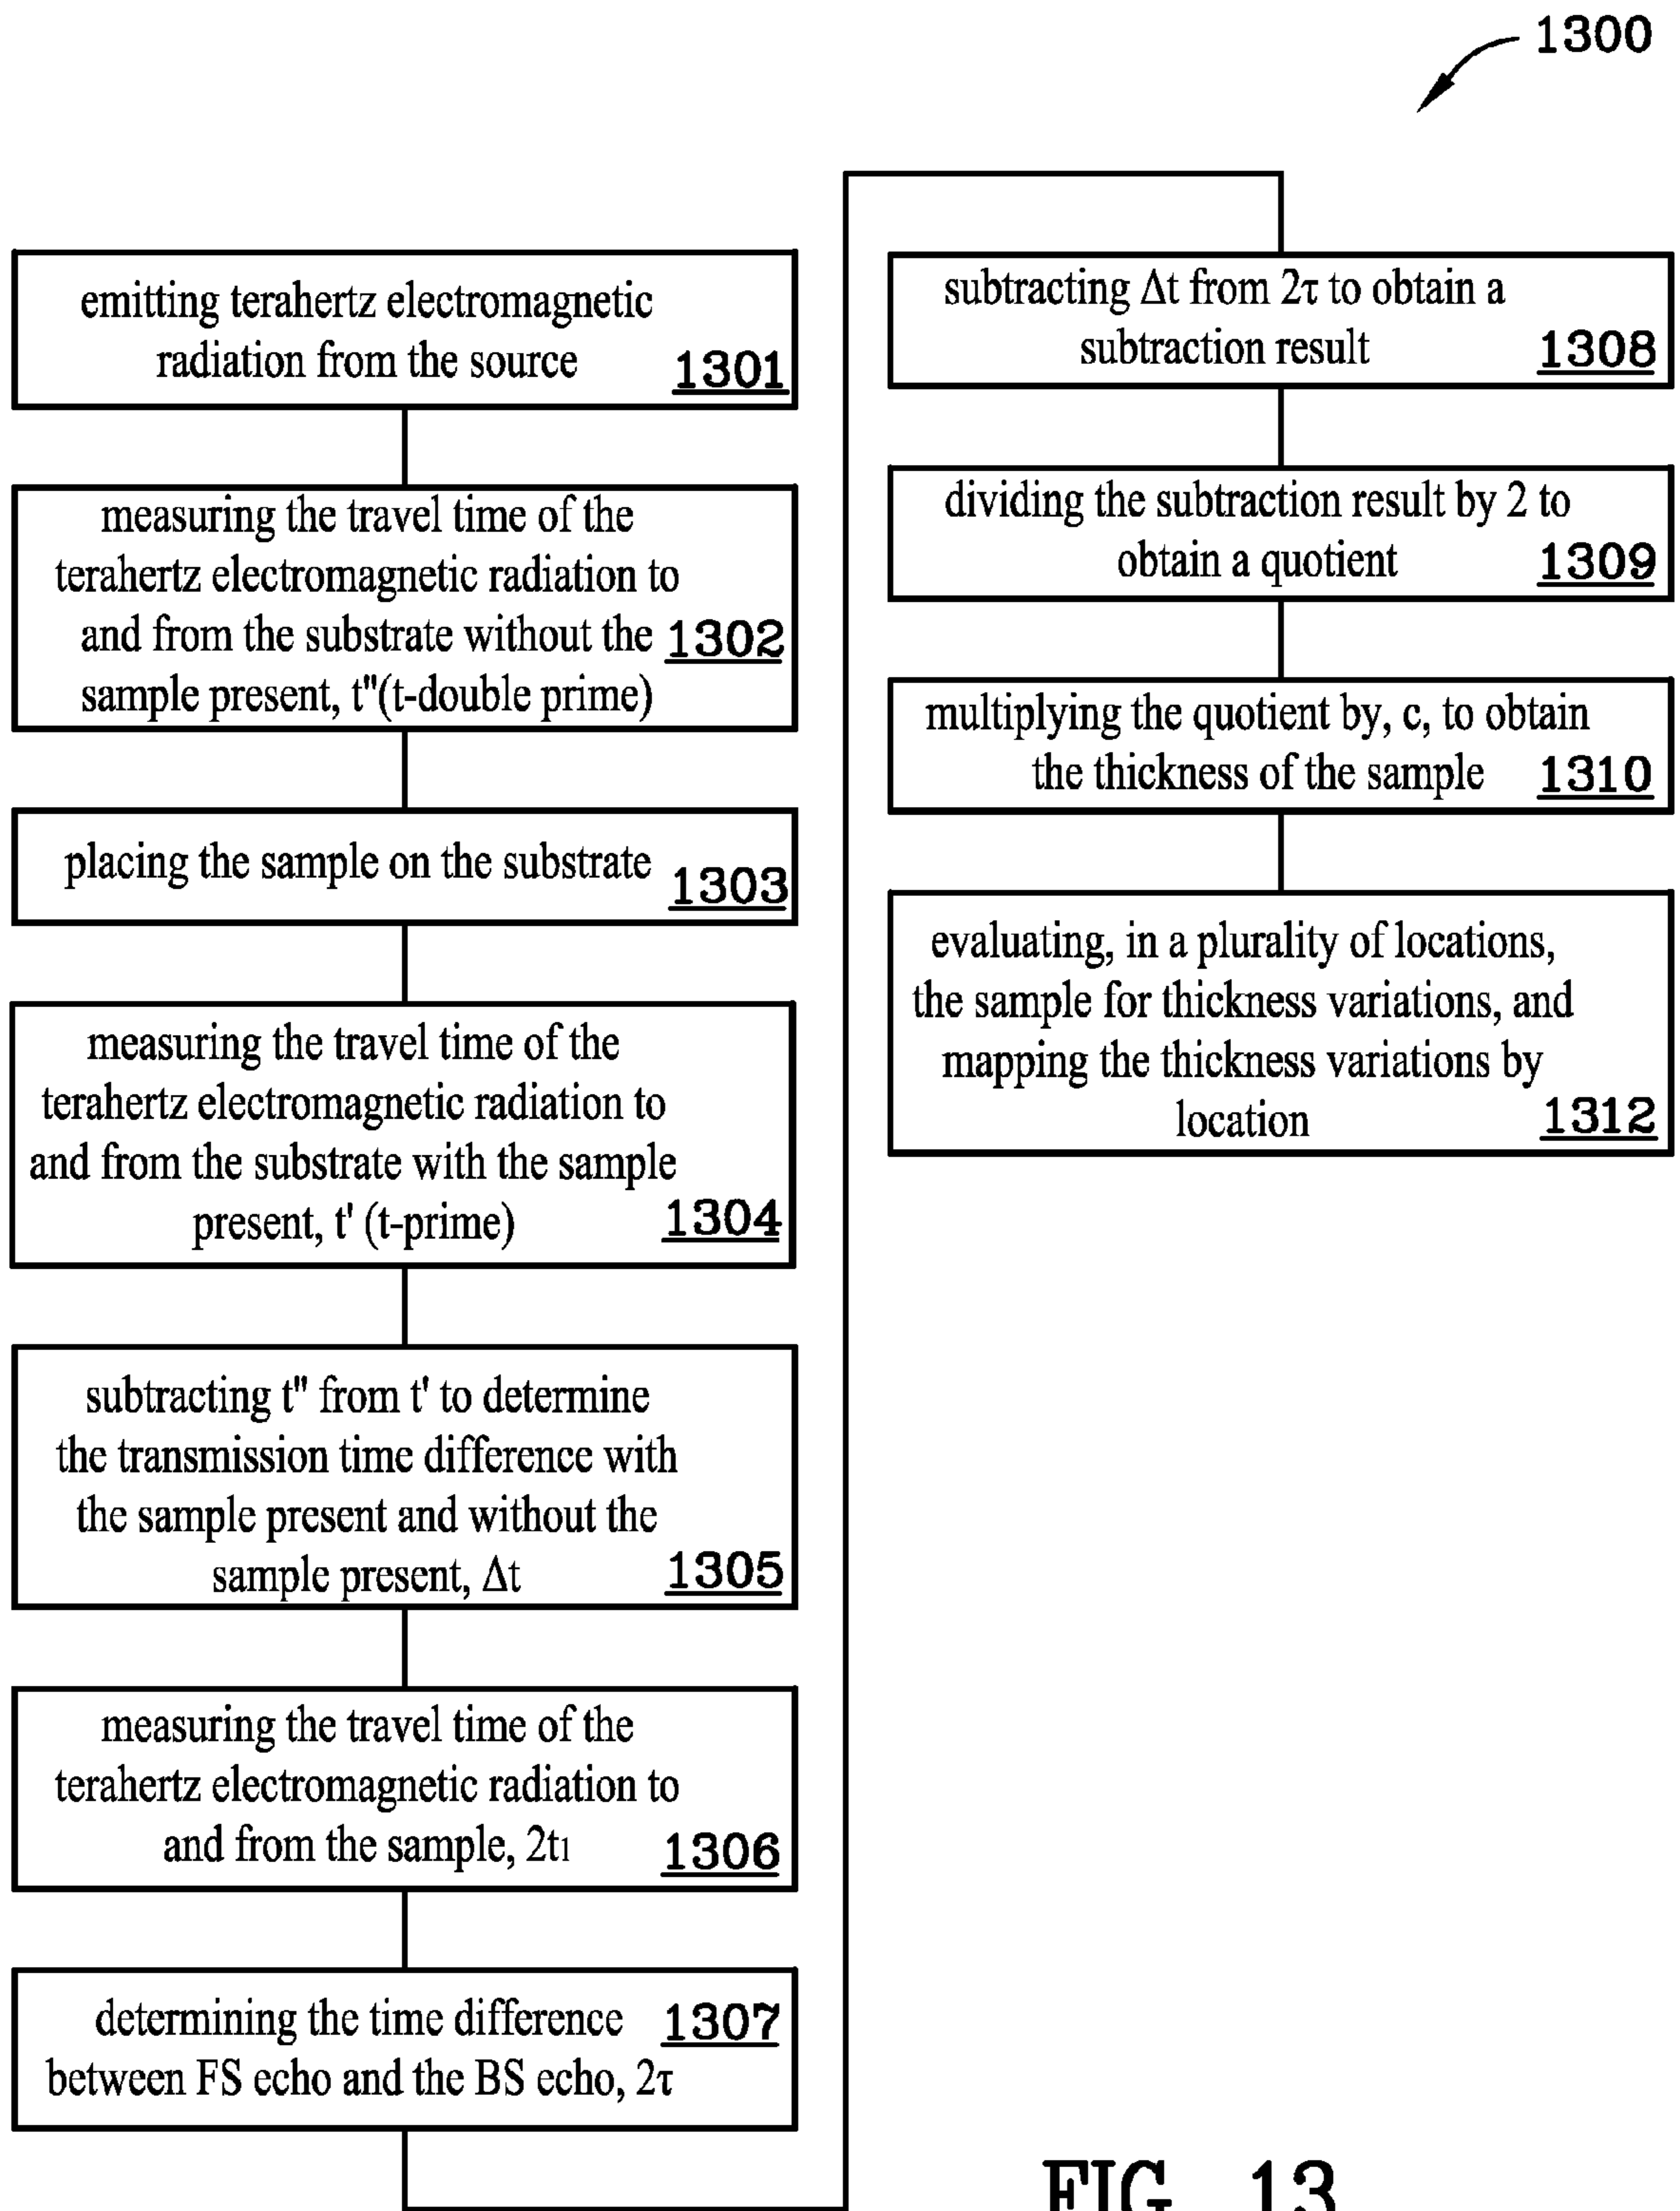 1300
emitting terahertz electromagnetic
radiation from the source 1301
measuring the travel time of the
terahertz electromagnetic radiation to
and from the substrate without the 1302
sample present, t"(t-double prime)
placing the sample on the substrate 1303
measuring the travel time of the
terahertz electromagnetic radiation to
and from the substrate with the sample
present, t' (t-prime) 1304
subtracting t" from t' to determine
the transmission time difference with
the sample present and without the
sample present, Δt 1305
measuring the travel time of the
terahertz electromagnetic radiation to
and from the sample, 2t₁ 1306
determining the time difference 1307
between FS echo and the BS echo, 2τ
subtracting Δt from 2τ to obtain a
subtraction result 1308
dividing the subtraction result by 2 to
obtain a quotient 1309
multiplying the quotient by, c, to obtain
the thickness of the sample 1310
evaluating, in a plurality of locations,
the sample for thickness variations, and
mapping the thickness variations by
location 1312
FIG. 13